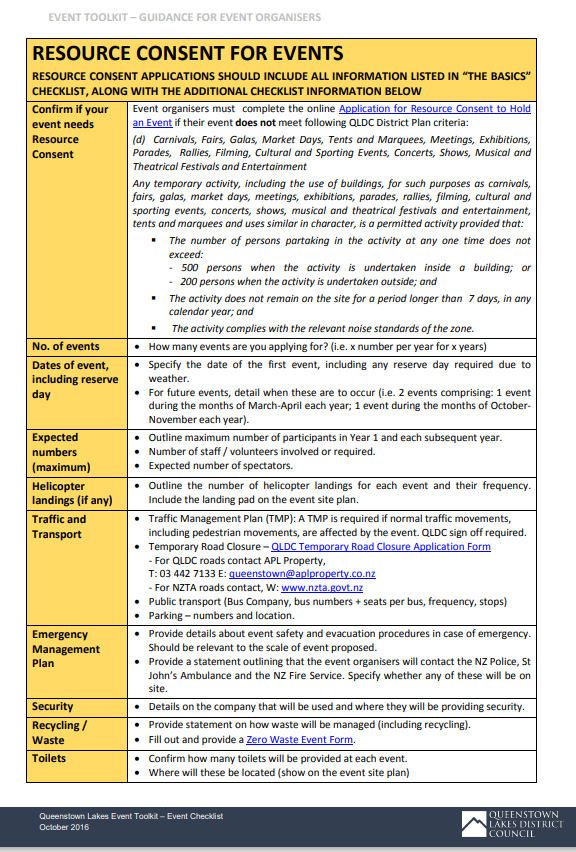 EVENT TOOLKIT – GUIDANCE FOR EVENT ORGANISERS
RESOURCE CONSENT FOR EVENTS
RESOURCE CONSENT APPLICATIONS SHOULD INCLUDE ALL INFORMATION LISTED IN “THE BASICS”
CHECKLIST, ALONG WITH THE ADDITIONAL CHECKLIST INFORMATION BELOW
Confirm if your
event needs
Resource
Consent
Event organisers must complete the online Application for Resource Consent to Hold
an Event if their event does not meet following QLDC District Plan criteria:
(d) Carnivals, Fairs, Galas, Market Days, Tents and Marquees, Meetings, Exhibitions,
Parades, Rallies, Filming, Cultural and Sporting Events, Concerts, Shows, Musical and
Theatrical Festivals and Entertainment
Any temporary activity, including the use of buildings, for such purposes as carnivals,
fairs, galas, market days, meetings, exhibitions, parades, rallies, filming, cultural and
sporting events, concerts, shows, musical and theatrical festivals and entertainment,
tents and marquees and uses similar in character, is a permitted activity provided that:
▪ The number of persons partaking in the activity at any one time does not
exceed:
- 500 persons when the activity is undertaken inside a building; or
- 200 persons when the activity is undertaken outside; and
▪ The activity does not remain on the site for a period longer than 7 days, in any
calendar year; and
▪ The activity complies with the relevant noise standards of the zone.
No. of events
• How many events are you applying for? (i.e. x number per year for x years)
Dates of event,
including reserve
day
• Specify the date of the first event, including any reserve day required due to
weather.
• For future events, detail when these are to occur (i.e. 2 events comprising: 1 event
during the months of March-April each year; 1 event during the months of October-
November each year).
Expected
numbers
(maximum)
• Outline maximum number of participants in Year 1 and each subsequent year.
• Number of staff / volunteers involved or required.
• Expected number of spectators.
Helicopter
landings (if any)
• Outline the number of helicopter landings for each event and their frequency.
Include the landing pad on the event site plan.
Traffic and
Transport
• Traffic Management Plan (TMP): A TMP is required if normal traffic movements,
including pedestrian movements, are affected by the event. QLDC sign off required.
• Temporary Road Closure – QLDC Temporary Road Closure Application Form
- For QLDC roads contact APL Property,
T: 03 442 7133 E: queenstown@aplproperty.co.nz
- For NZTA roads contact, W: www.nzta.govt.nz
• Public transport (Bus Company, bus numbers + seats per bus, frequency, stops)
• Parking – numbers and location.
Emergency
Management
Plan
• Provide details about event safety and evacuation procedures in case of emergency.
Should be relevant to the scale of event proposed.
• Provide a statement outlining that the event organisers will contact the NZ Police, St
John’s Ambulance and the NZ Fire Service. Specify whether any of these will be on
site.
Security
• Details on the company that will be used and where they will be providing security.
Recycling /
Waste
• Provide statement on how waste will be managed (including recycling).
• Fill out and provide a Zero Waste Event Form.
Toilets
• Confirm how many toilets will be provided at each event.
• Where will these be located (show on the event site plan)
Queenstown Lakes Event Toolkit – Event Checklist
October 2016
QUEENSTOWN
LAKES DISTRICT
COUNCIL